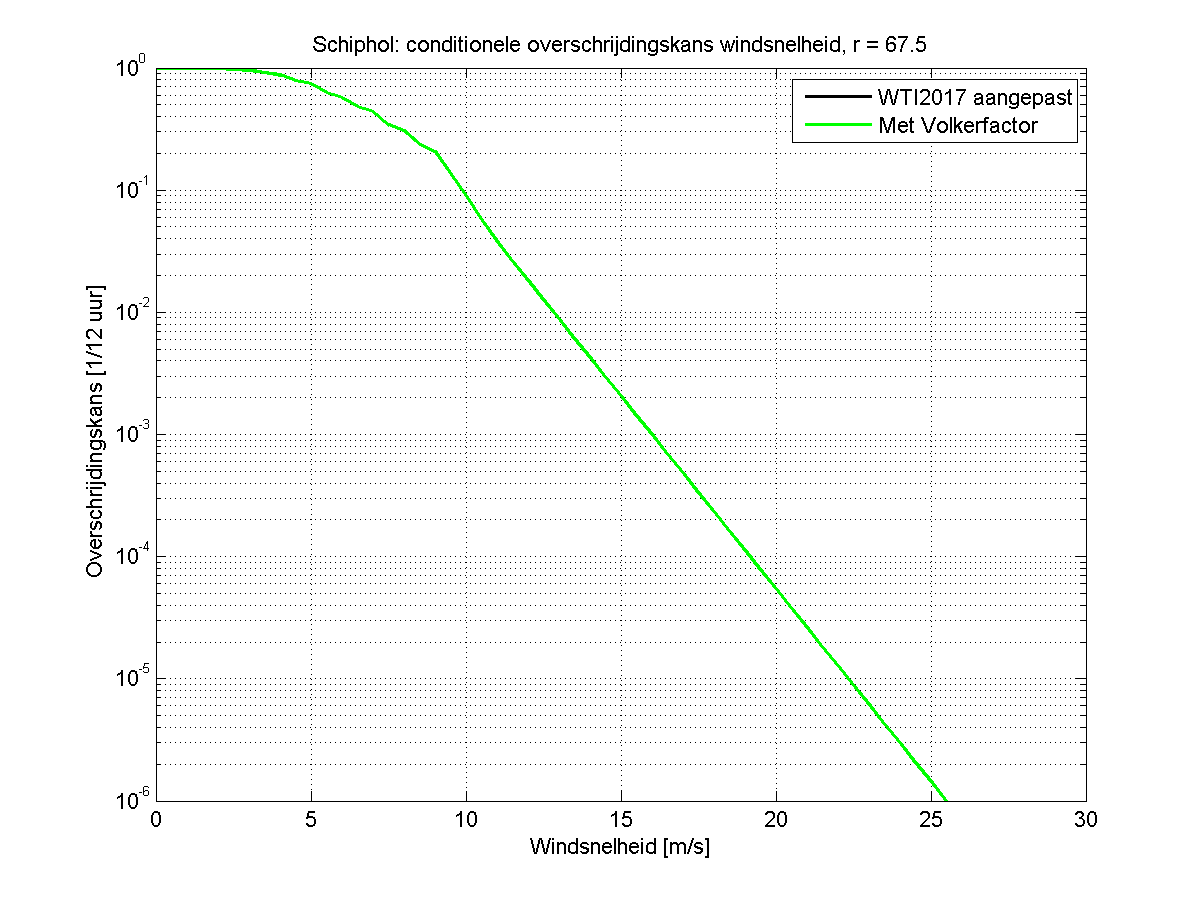 Schiphol: conditionele overschrijdingskans windsnelheid, r = 67.5
WTI2017 aangepast
Met Volkerfactor
Overschrijdingskans [1/12 uur]
10^0
10^-1
10^-2
10^-3
10^-4
10^-5
10^-6
0 5 10 15 20 25 30
Windsnelheid [m/s]